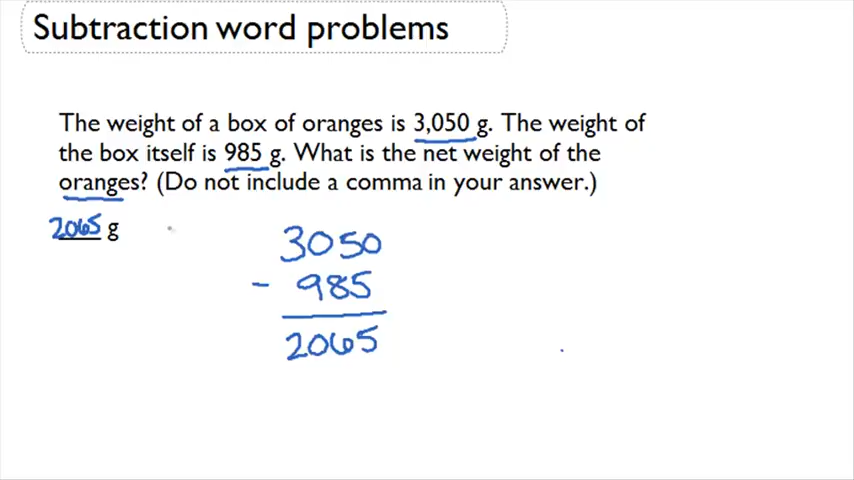 Subtraction word problems
The weight of a box of oranges is 3,050 g. The weight of
the box itself is 985 g. What is the net weight of the
oranges? (Do not include a comma in your answer.)
2065 g
3050
- 985
2065